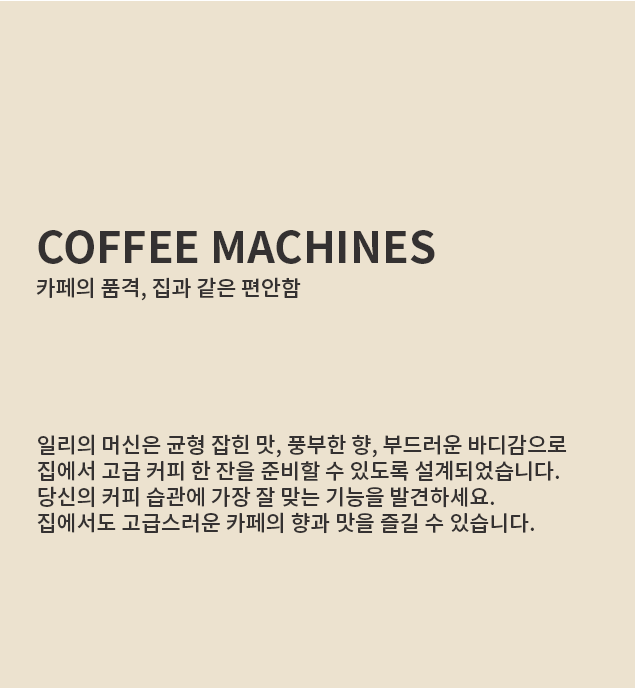 COFFEE MACHINES
카페의 품격, 집과 같은 편안함
일리의 머신은 균형 잡힌 맛, 풍부한 향, 부드러운 바디감으로
집에서 고급 커피 한 잔을 준비할 수 있도록 설계되었습니다.
당신의 커피 습관에 가장 잘 맞는 기능을 발견하세요.
집에서도 고급스러운 카페의 향과 맛을 즐길 수 있습니다.